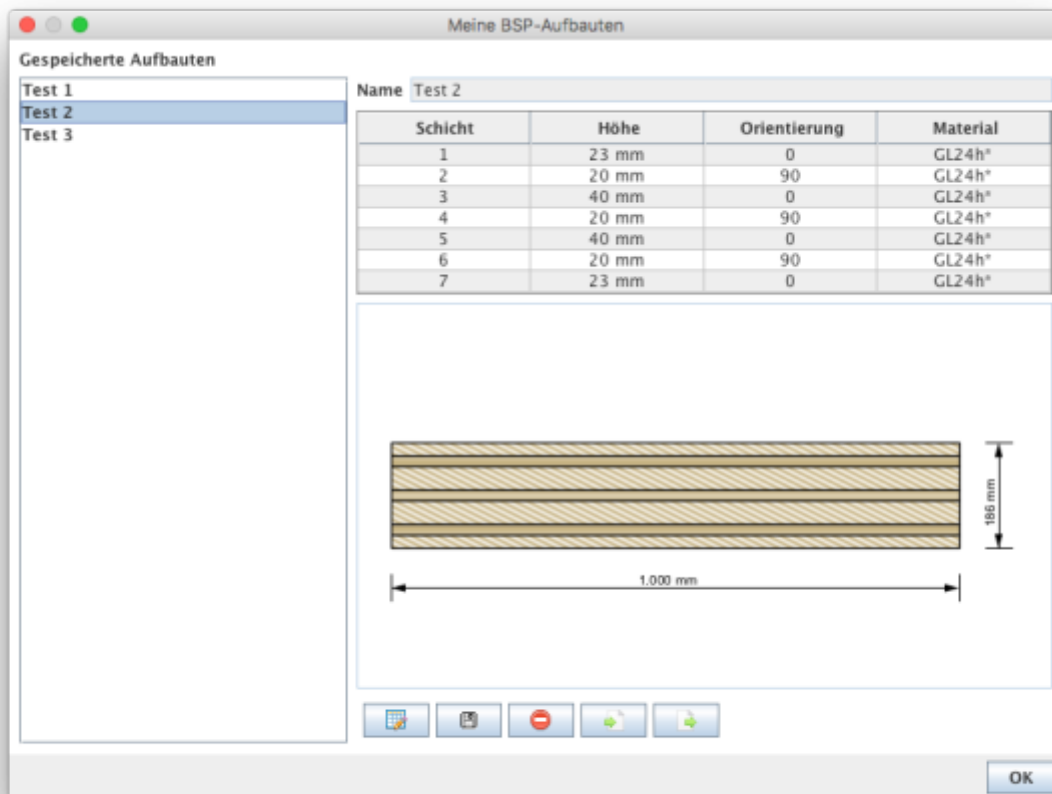 Meine BSP-Aufbauten
Gespeicherte Aufbauten
Test 1
Test 2
Test 3
Name Test 2
Schicht Höhe Orientierung Material
1 23 mm 0 GL24h*
2 20 mm 90 GL24h*
3 40 mm 0 GL24h*
4 20 mm 90 GL24h*
5 40 mm 0 GL24h*
6 20 mm 90 GL24h*
7 23 mm 0 GL24h*
186 mm
1.000 mm
OK